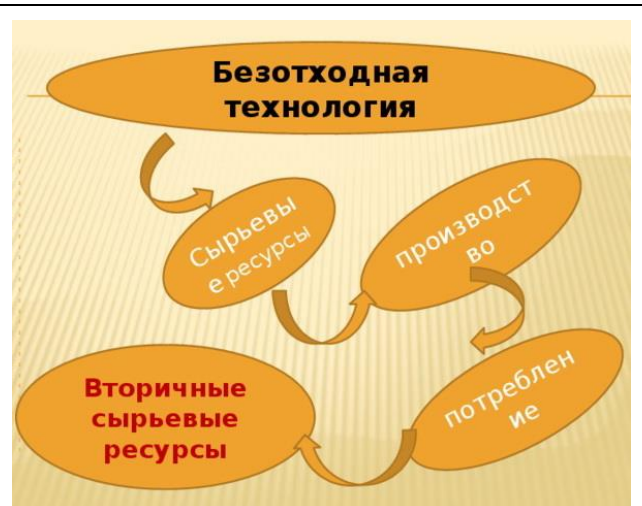 Безотходная
технология
Сырьевы
е ресурсы
производст
во
потреблен
ие
Вторичные
сырьевые
ресурсы